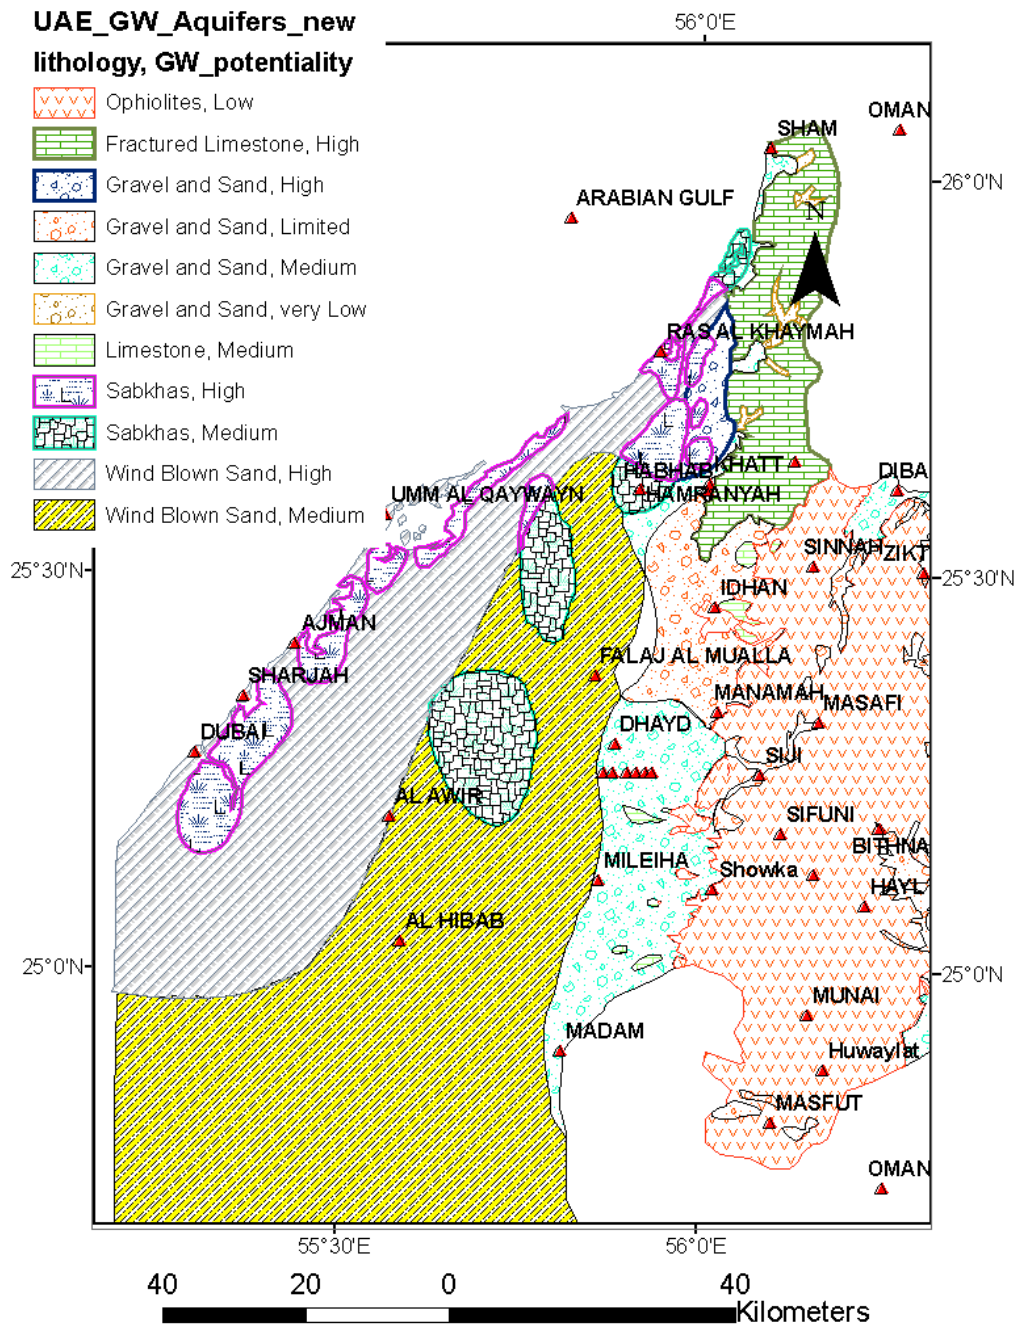 UAE_GW_Aquifers_new
lithology, GW_potentiality
Ophiolites, Low
Fractured Limestone, High
Gravel and Sand, High
Gravel and Sand, Limited
Gravel and Sand, Medium
Gravel and Sand, very Low
Limestone, Medium
Sabkhas, High
Sabkhas, Medium
Wind Blown Sand, High
Wind Blown Sand, Medium
56°0'E
OMAN
SHAM
26°0'N
ARABIAN GULF
N
RAS AL KHAYMAH
HABHAB
KHATT
DIBA
UMM AL QAYWAYN
HAMRANYAH
SINNAH
ZIKT
25°30'N
25°30'N
IDHAN
AJMAN
FALAJ AL MUALLA
SHARJAH
MANAMAH
MASAFI
DUBAI
DHAYD
SIJI
AL AWIR
SIFUNI
BITHNA
MILEIHA
Showka
HAYL
AL HIBAB
25°0'N
25°0'N
MUNAI
MADAM
Huwaylat
MASFUT
OMAN
55°30'E
56°0'E
40 20 0 40
Kilometers